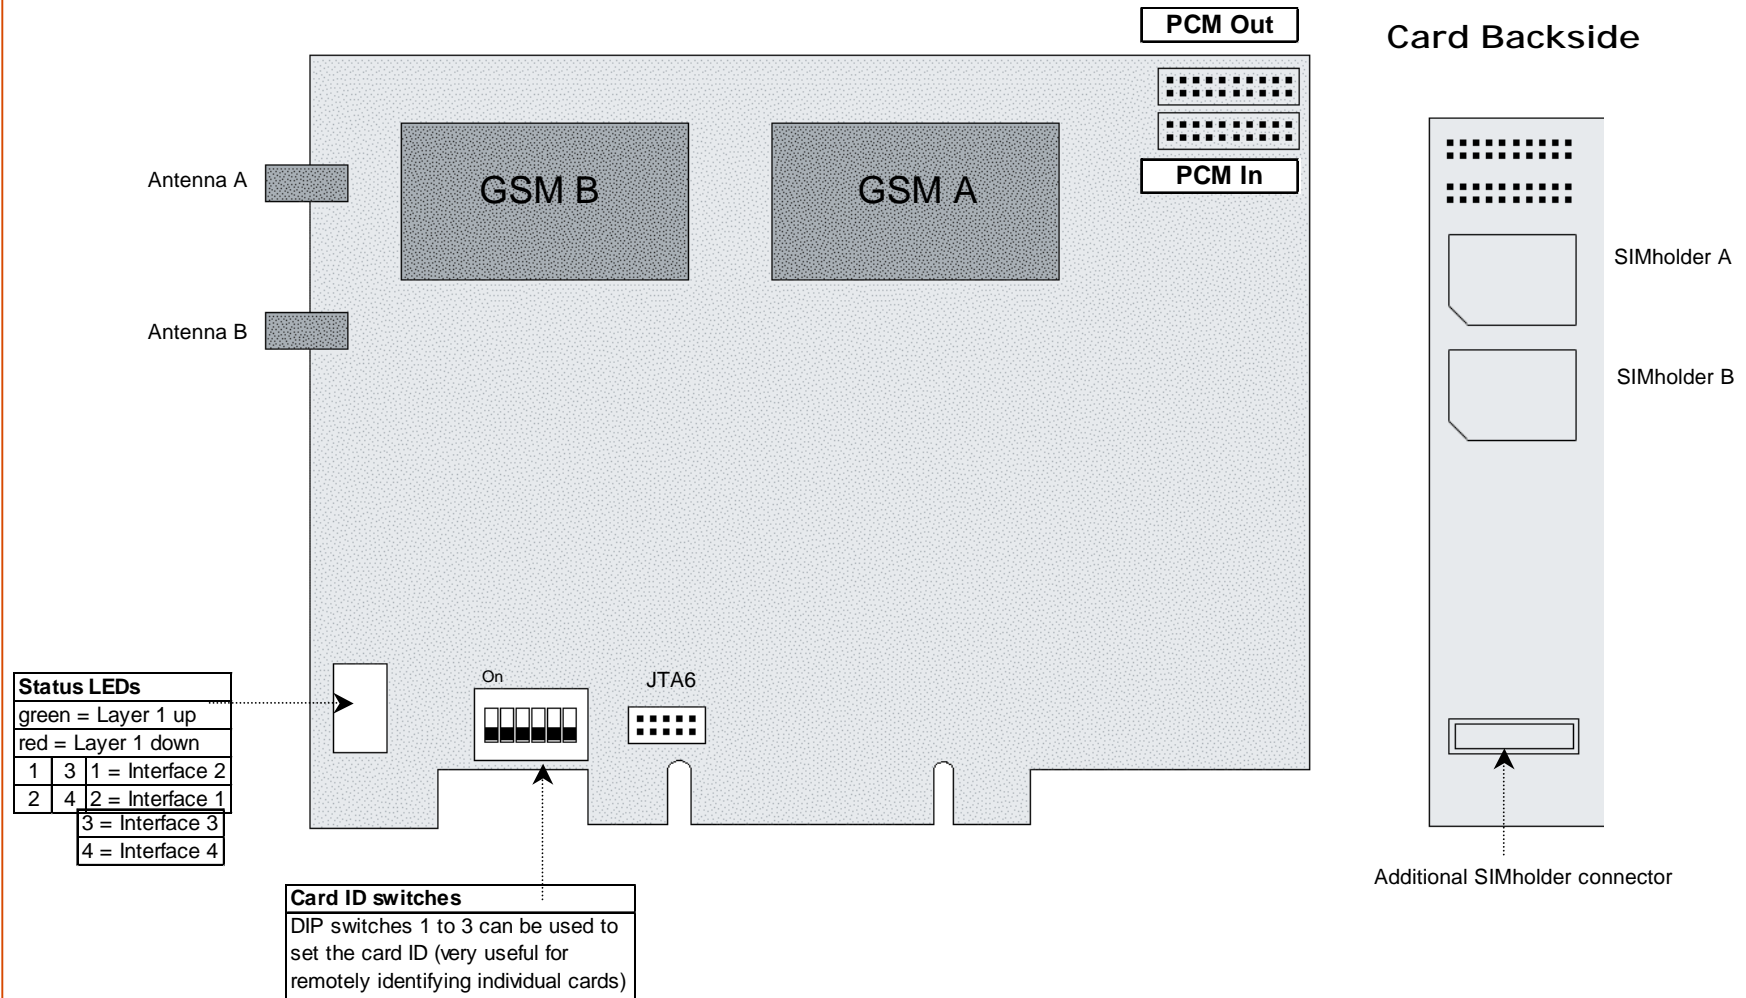 PCM Out
Card Backside
PCM In
Antenna A
GSM B
GSM A
SIMholder A
Antenna B
SIMholder B
On
JTA6
Status LEDs
green = Layer 1 up
red = Layer 1 down
1 3 1 = Interface 2
2 4 2 = Interface 1
3 = Interface 3
4 = Interface 4
Additional SIMholder connector
Card ID switches
DIP switches 1 to 3 can be used to
set the card ID (very useful for
remotely identifying individual cards)